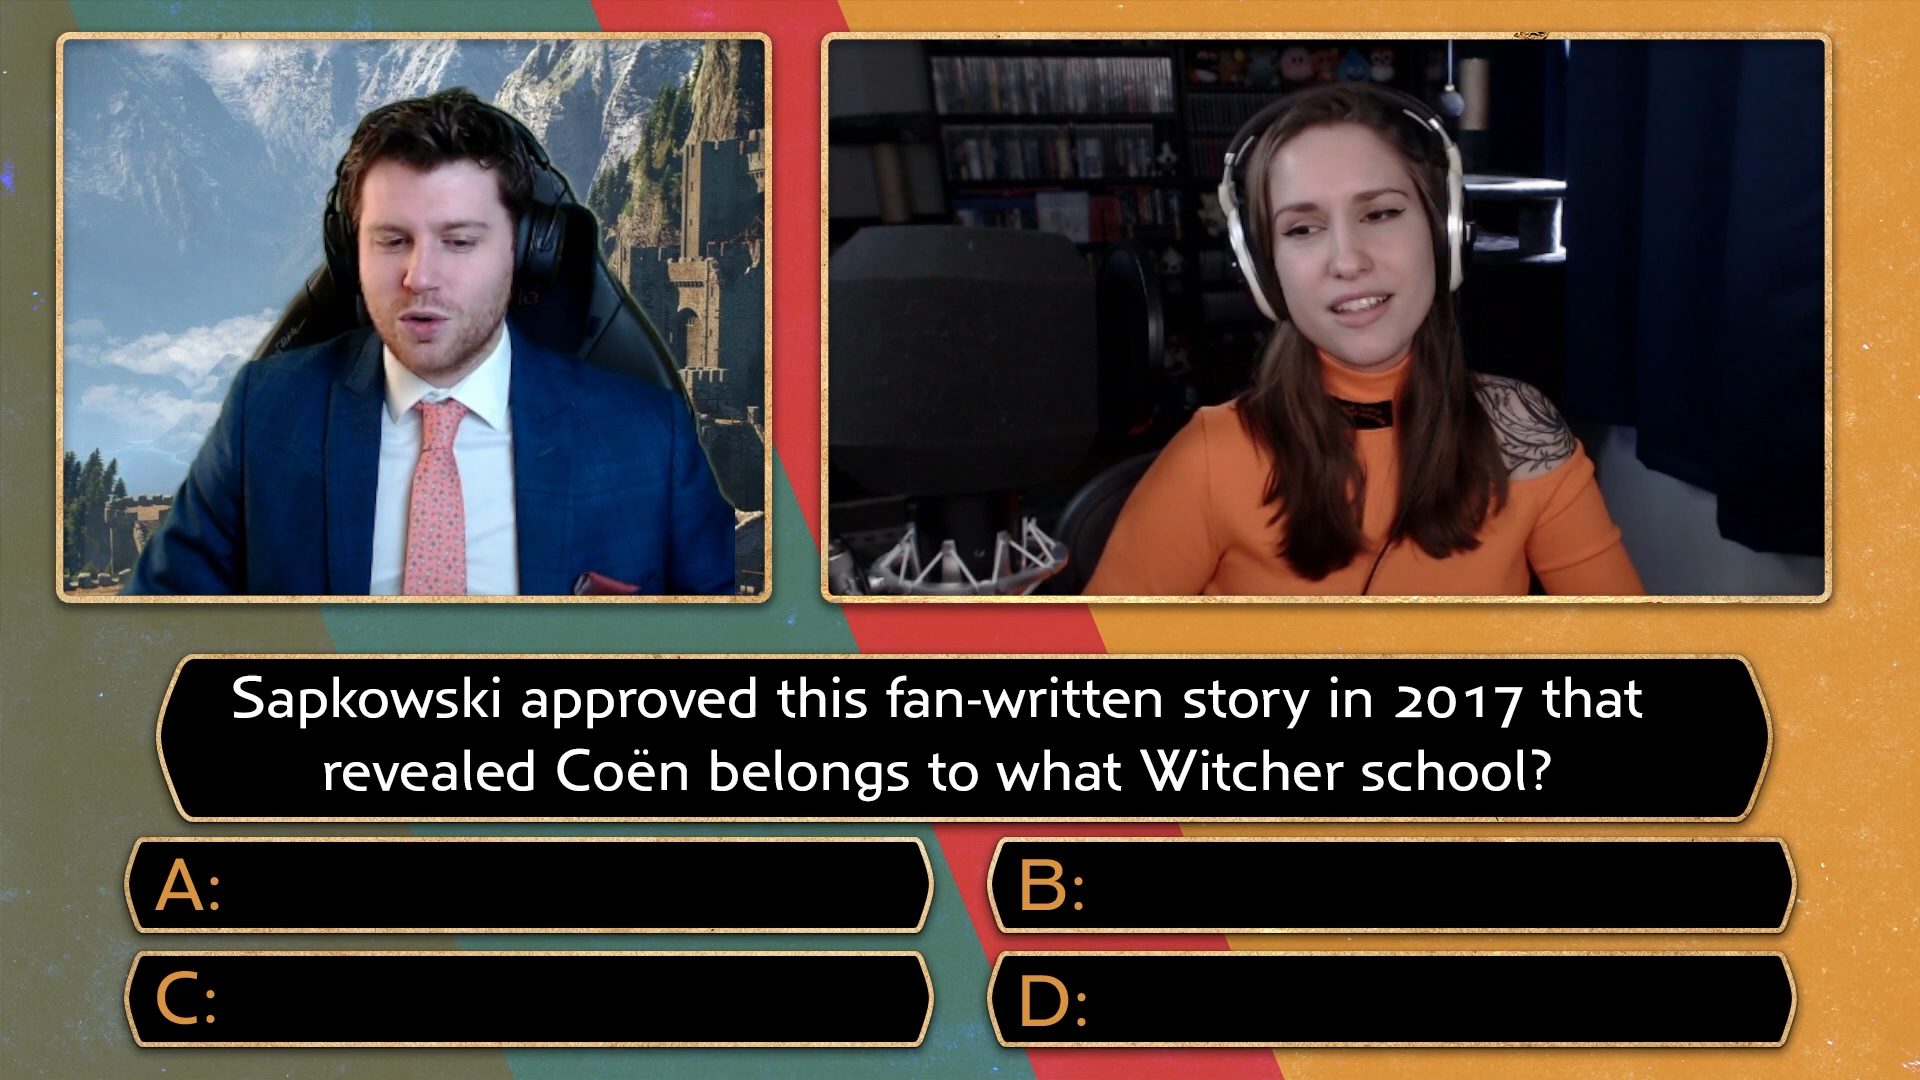 Sapkowski approved this fan-written story in 2017 that
revealed Coën belongs to what Witcher school?
A:
B:
C:
D: